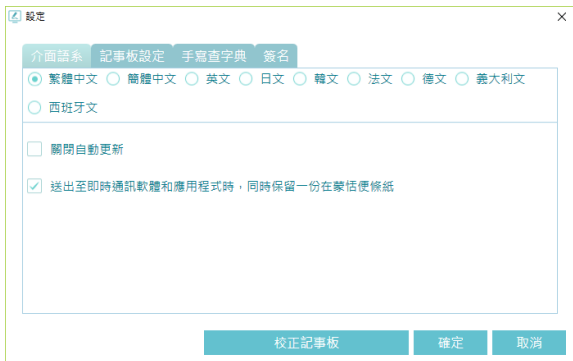 設定
介面語系 記事板設定 手寫查字典 簽名
繁體中文 簡體中文 英文 日文 韓文 法文 德文 義大利文
西班牙文
關閉自動更新
送出至即時通訊軟體和應用程式時，同時保留一份在蒙恬便條紙
校正記事板 確定 取消